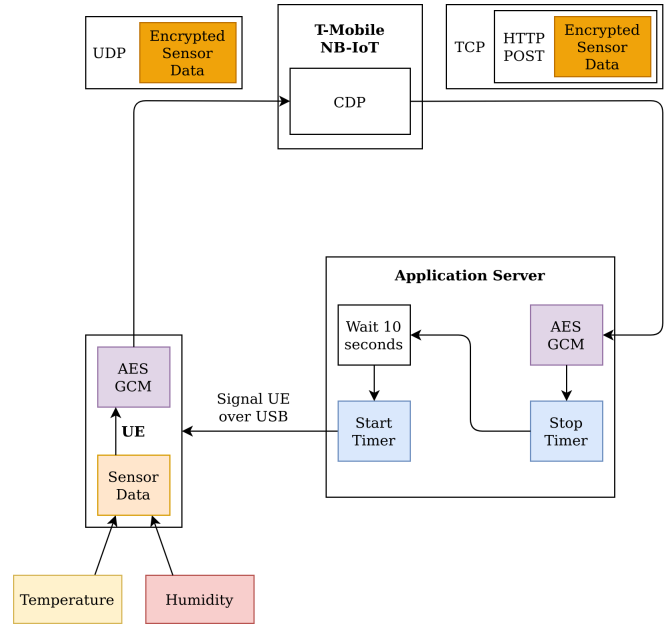 UDP
Encrypted
Sensor
Data
T-Mobile
NB-IoT
CDP
TCP
HTTP
POST
Encrypted
Sensor
Data
Application Server
Wait 10
seconds
AES
GCM
Start
Timer
Stop
Timer
Signal UE
over USB
AES
GCM
UE
Sensor
Data
Temperature
Humidity